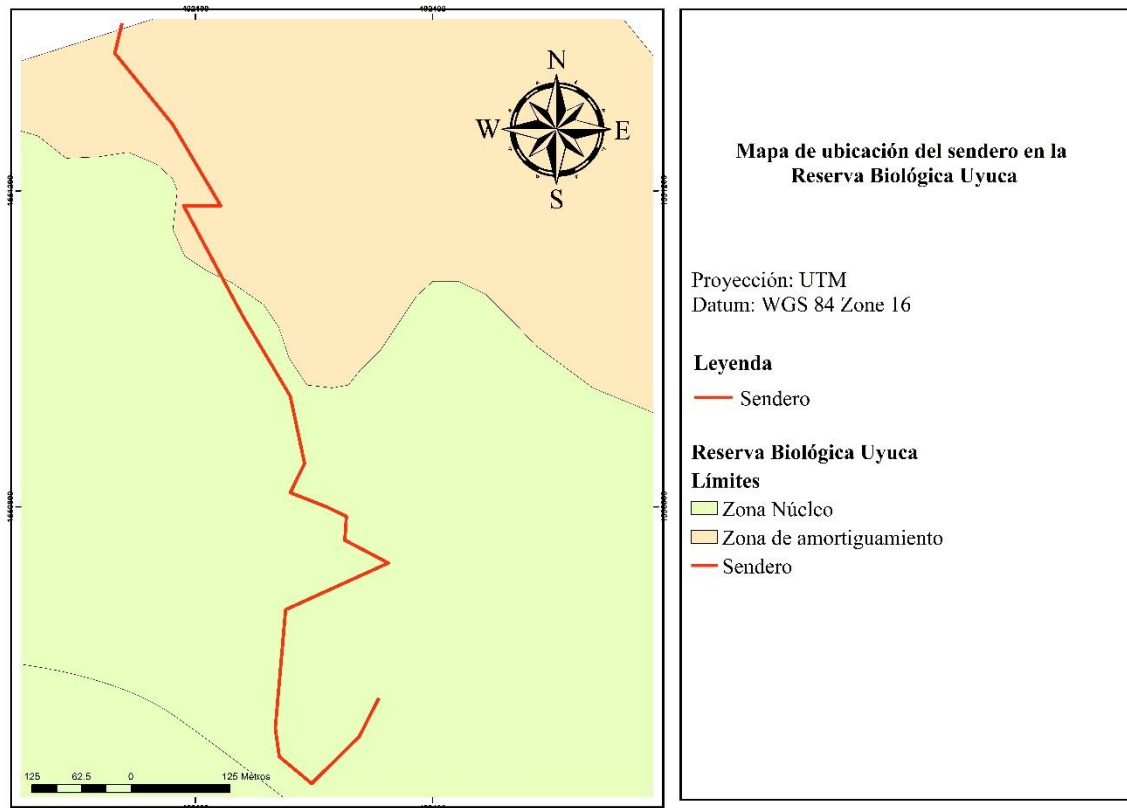 N
W
E
S
125 62.5 0 125 Metros
Mapa de ubicación del sendero en la
Reserva Biológica Uyuca
Proyección: UTM
Datum: WGS 84 Zone 16
Leyenda
Sendero
Reserva Biológica Uyuca
Límites
Zona Núcleo
Zona de amortiguamiento
Sendero